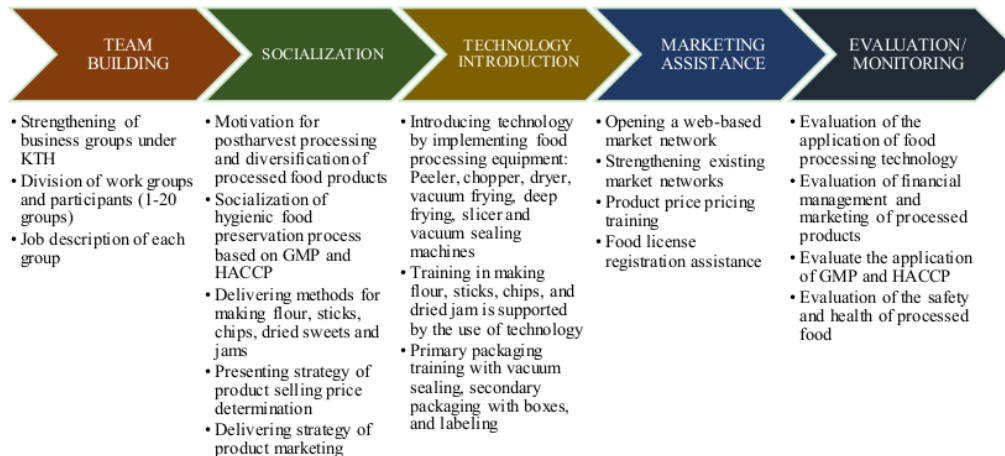 TEAM
BUILDING
SOCIALIZATION
TECHNOLOGY
INTRODUCTION
MARKETING
ASSISTANCE
EVALUATION/
MONITORING
• Strengthening of
business groups under
KTH
• Division of work groups
and participants (1-20
groups)
• Job description of each
group
• Motivation for
postharvest processing
and diversification of
processed food products
• Socialization of
hygienic food
preservation process
based on GMP and
HACCP
• Delivering methods for
making flour, sticks,
chips, dried sweets and
jams
• Presenting strategy of
product selling price
determination
• Delivering strategy of
product marketing
• Introducing technology
by implementing food
processing equipment:
Peeler, chopper, dryer,
vacuum frying, deep
frying, slicer and
vacuum sealing
machines
• Training in making
flour, sticks, chips, and
dried jam is supported
by the use of technology
• Primary packaging
training with vacuum
sealing, secondary
packaging with boxes,
and labeling
• Opening a web-based
market network
• Strengthening existing
market networks
• Product price pricing
training
• Food license
registration assistance
• Evaluation of the
application of food
processing technology
• Evaluation of financial
management and
marketing of processed
products
• Evaluate the application
of GMP and HACCP
• Evaluation of the safety
and health of processed
food